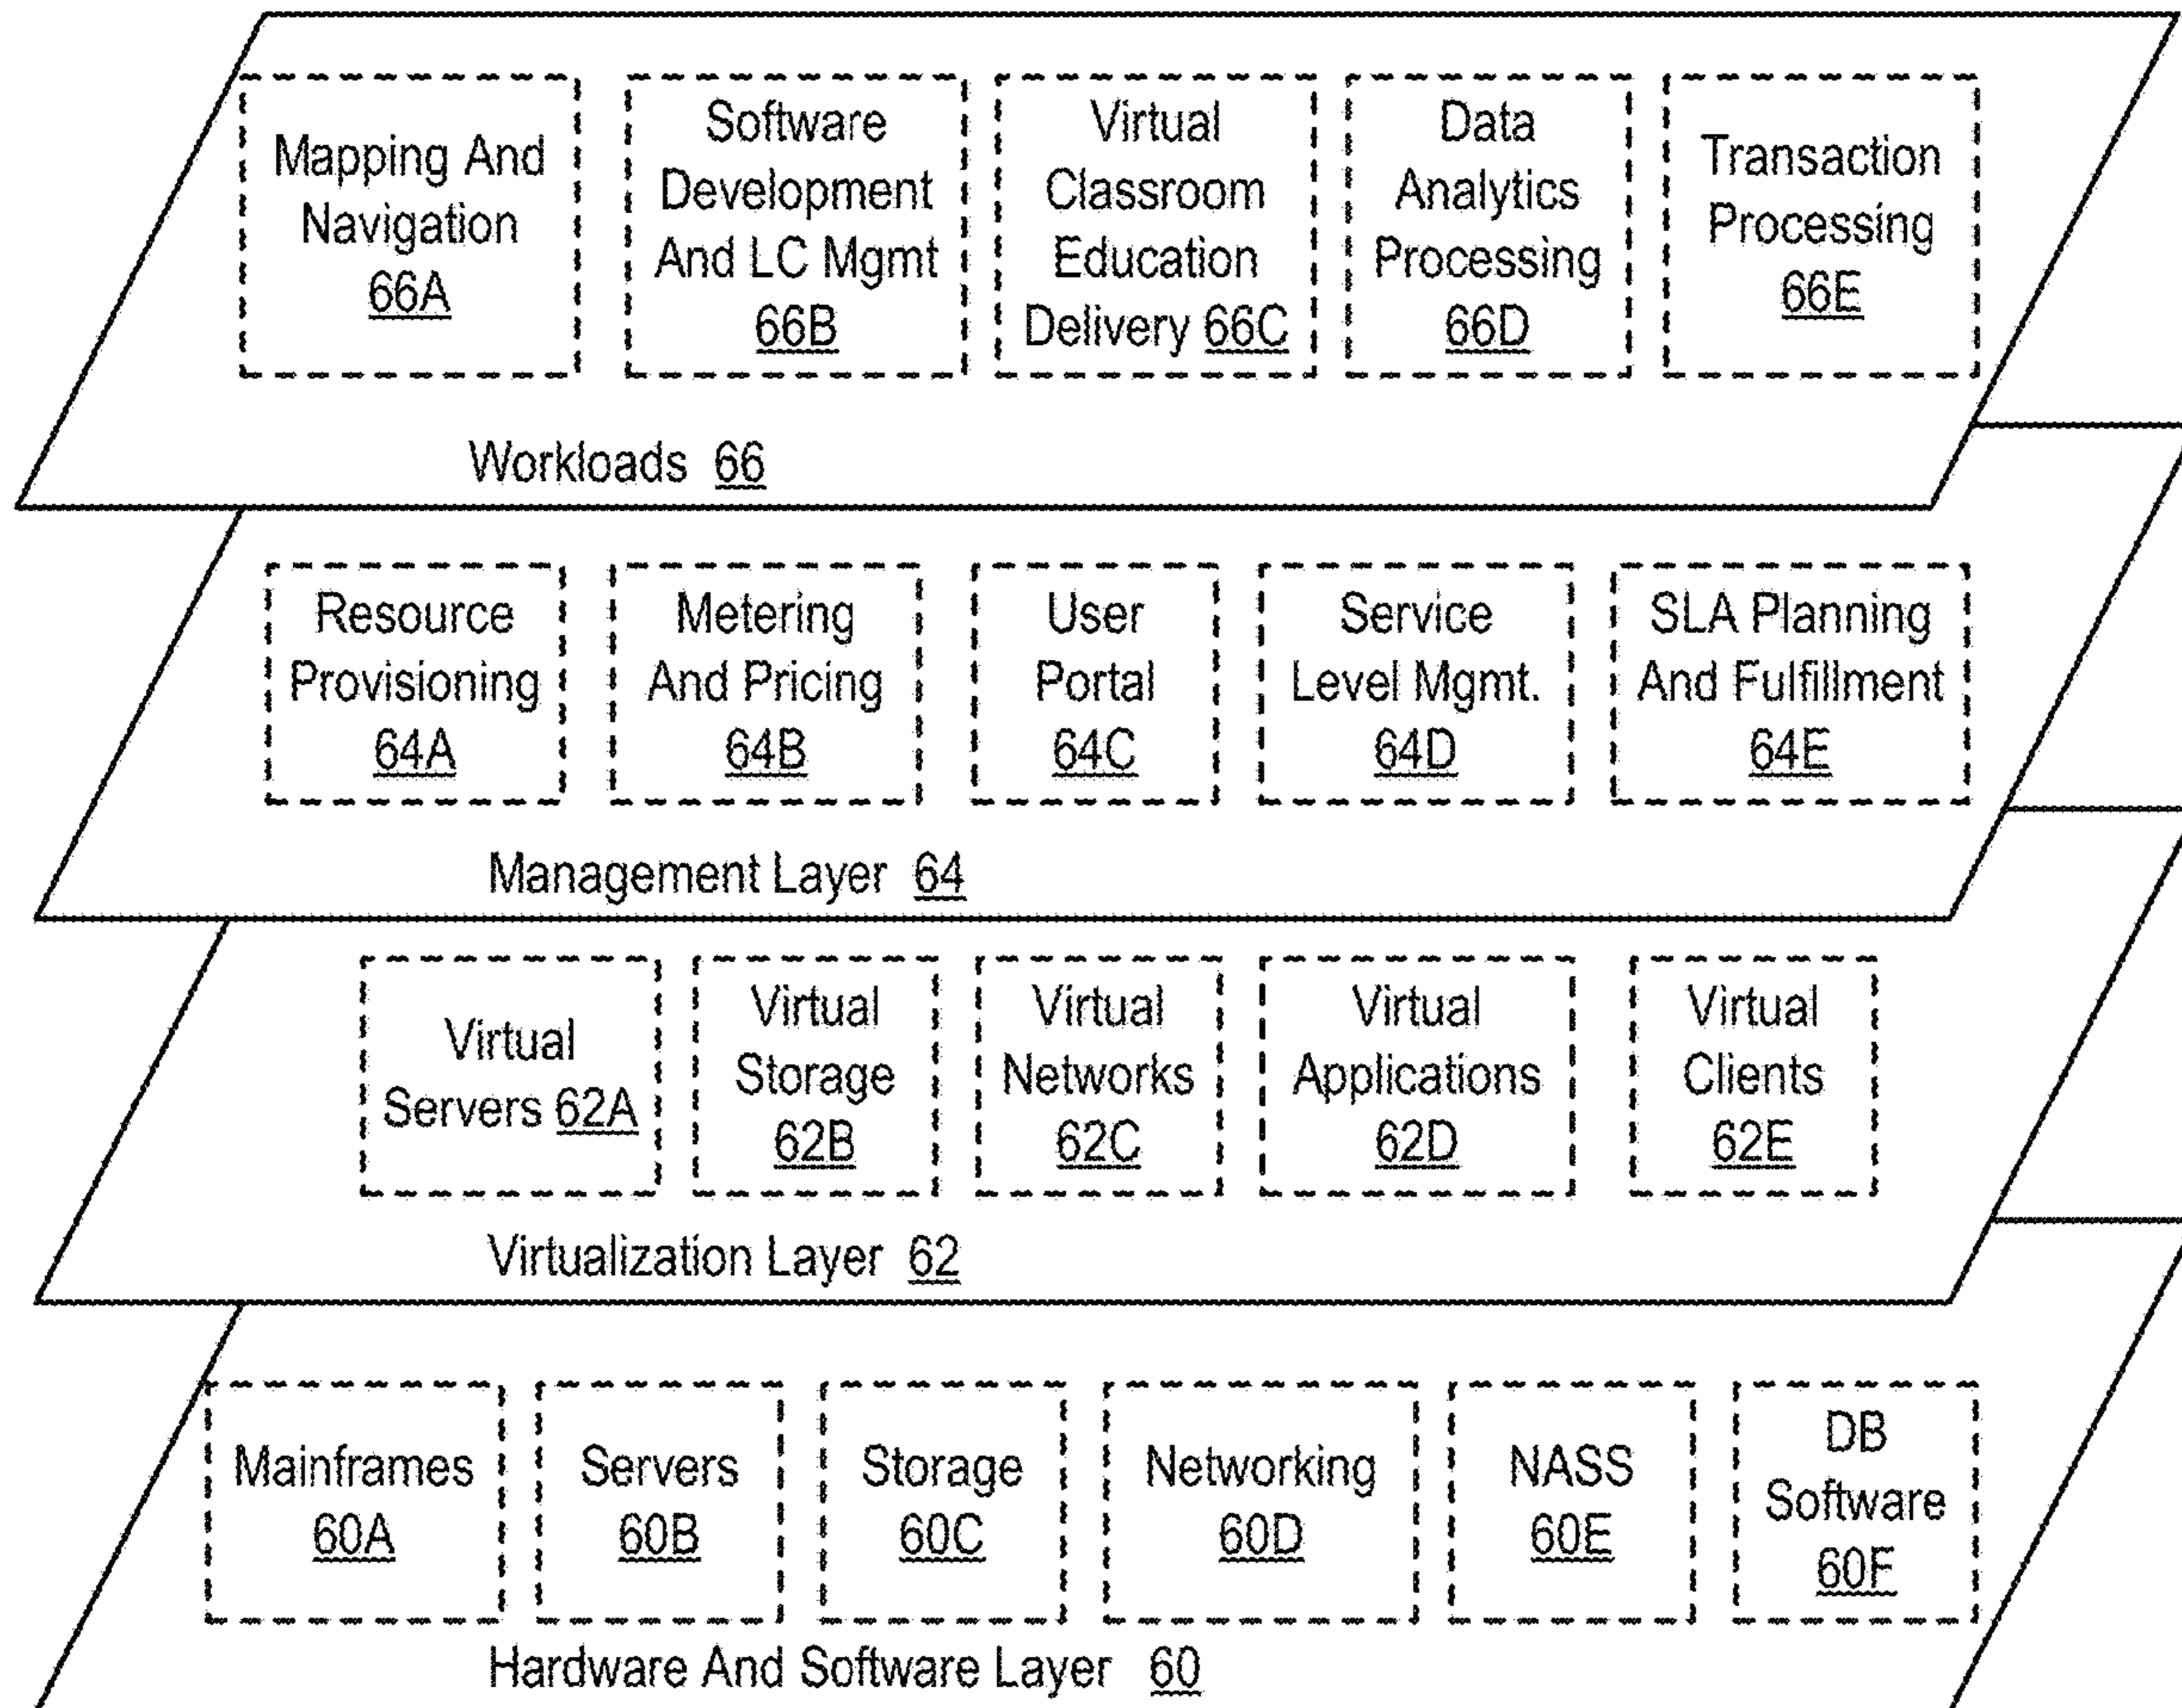 Mapping And
Navigation
66A
Software
Development
And LC Mgmt
66B
Virtual
Classroom
Education
Delivery 66C
Data
Analytics
Processing
66D
Transaction
Processing
66E
Workloads 66
Resource
Provisioning
64A
Metering
And Pricing
64B
User
Portal
64C
Service
Level Mgmt.
64D
SLA Planning
And Fulfillment
64E
Management Layer 64
Virtual
Servers 62A
Virtual
Storage
62B
Virtual
Networks
62C
Virtual
Applications
62D
Virtual
Clients
62E
Virtualization Layer 62
Mainframes
60A
Servers
60B
Storage
60C
Networking
60D
NASS
60E
DB
Software
60F
Hardware And Software Layer 60